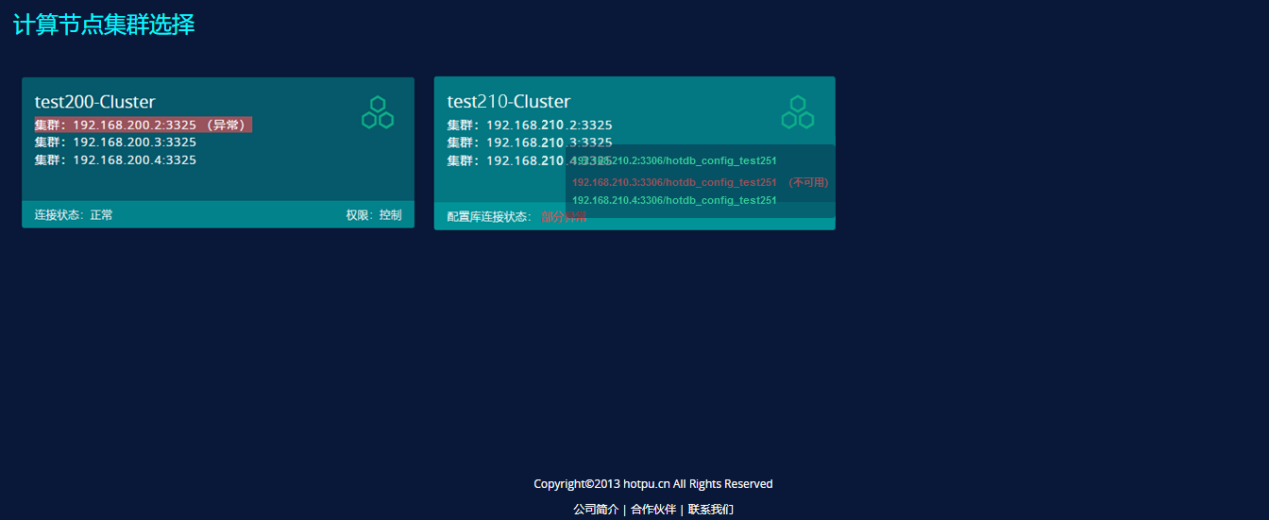 计算节点集群选择
test200-Cluster
集群：192.168.200.2:3325 （异常）
集群：192.168.200.3:3325
集群：192.168.200.4:3325
连接状态：正常 权限：控制
test210-Cluster
集群：192.168.210.2:3325
集群：192.168.210.3:3325
集群：192.168.210.4:3325
192.168.210.2:3306/hotdb_config_test251
192.168.210.3:3306/hotdb_config_test251 （不可用）
192.168.210.4:3306/hotdb_config_test251
配置库连接状态： 部分异常
Copyright©2013 hotpu.cn All Rights Reserved
公司简介 | 合作伙伴 | 联系我们